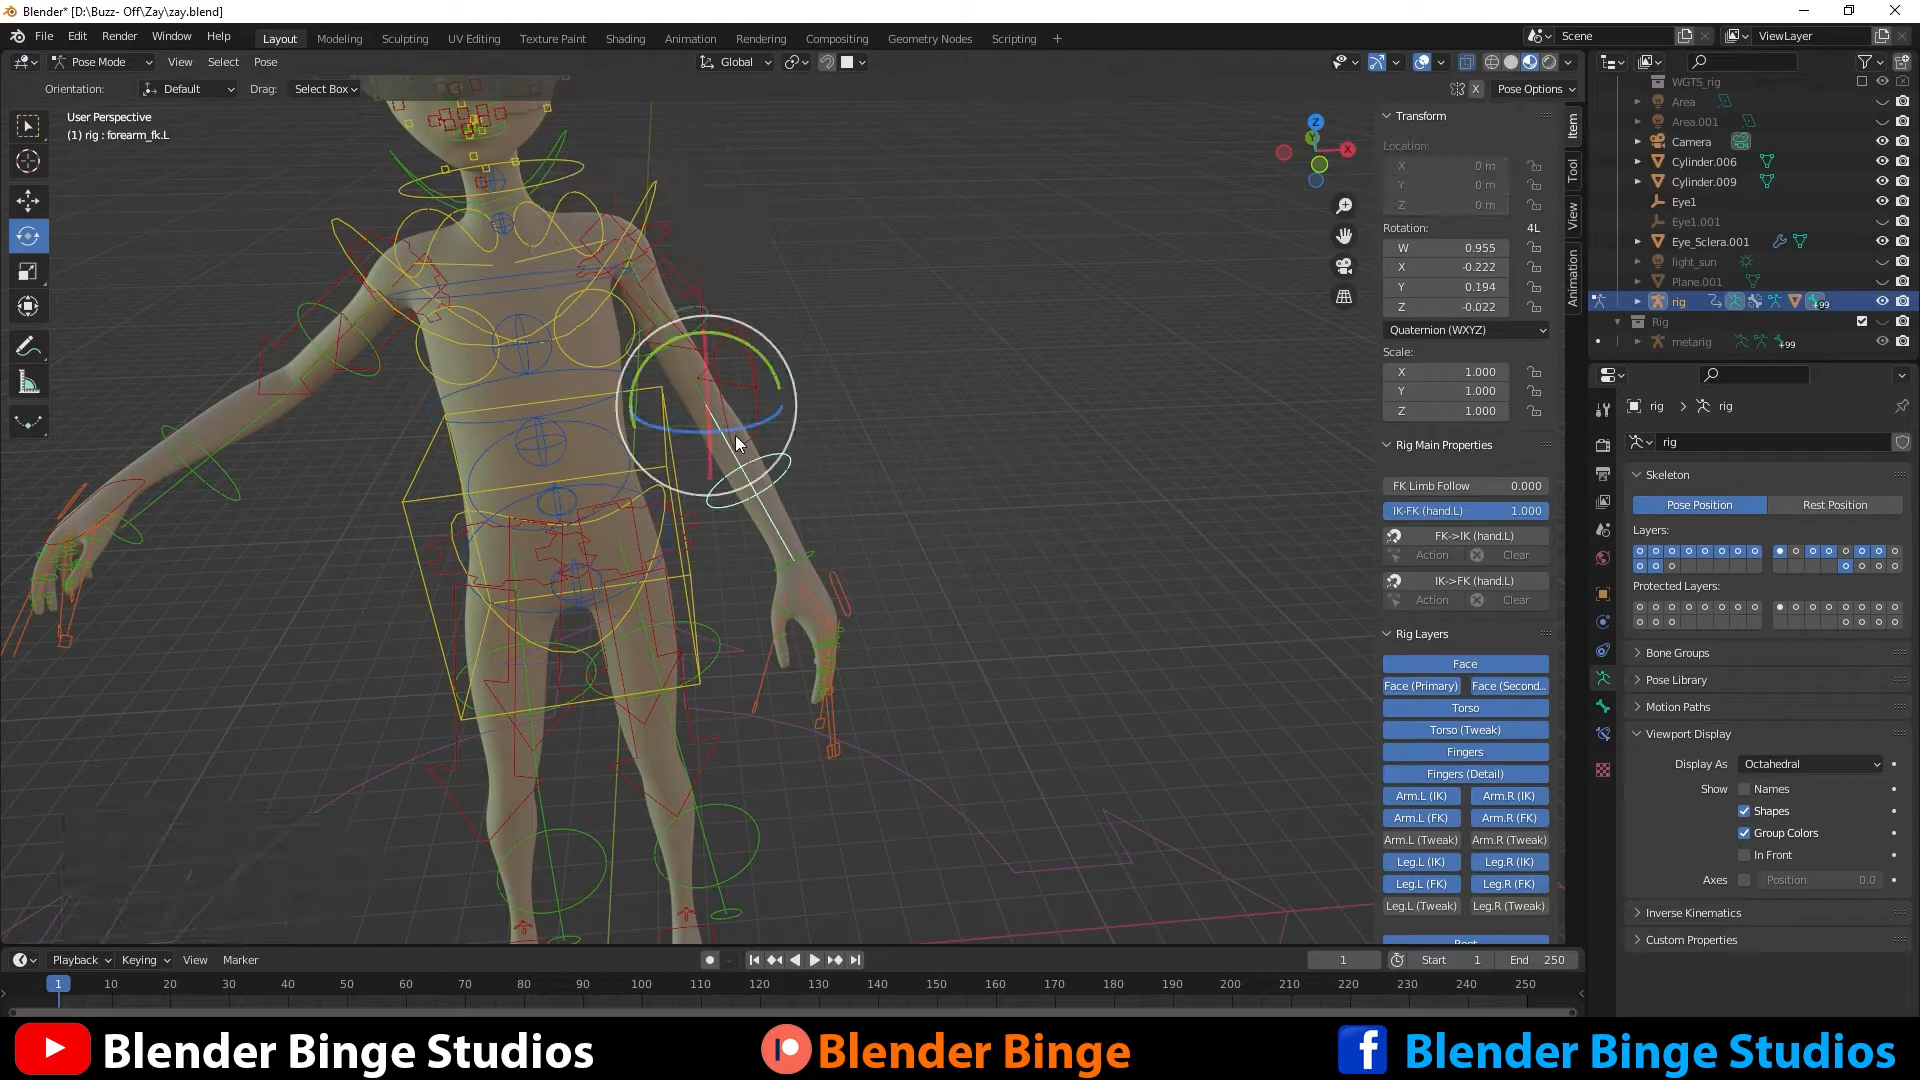 Blender* [D:\Buzz- Off\Zay\zay.blend]
File Edit Render Window Help Layout Modeling Sculpting UV Editing Texture Paint Shading Animation Rendering Compositing Geometry Nodes Scripting + Scene ViewLayer
Pose Mode View Select Pose Global
Orientation: Default Drag: Select Box X Pose Options
User Perspective
(1) rig : forearm_fk.L
Z
Y
X
Item
Tool
View
Animation
Transform
Location:
X 0 m
Y 0 m
Z 0 m
Rotation: 4L
W 0.955
X -0.222
Y 0.194
Z -0.022
Quaternion (WXYZ)
Scale:
X 1.000
Y 1.000
Z 1.000
Rig Main Properties
FK Limb Follow 0.000
IK-FK (hand.L) 1.000
FK->IK (hand.L)
Action Clear
IK->FK (hand.L)
Action Clear
Rig Layers
Face
Face (Primary) Face (Second...
Torso
Torso (Tweak)
Fingers
Fingers (Detail)
Arm.L (IK) Arm.R (IK)
Arm.L (FK) Arm.R (FK)
Arm.L (Tweak) Arm.R (Tweak)
Leg.L (IK) Leg.R (IK)
Leg.L (FK) Leg.R (FK)
Leg.L (Tweak) Leg.R (Tweak)
WGTS_rig
Area
Area.001
Camera
Cylinder.006
Cylinder.009
Eye1
Eye1.001
Eye_Sclera.001
light_sun
Plane.001
rig +99
Rig
metarig +99
rig > rig
rig
Skeleton
Pose Position Rest Position
Layers:
Protected Layers:
Bone Groups
Pose Library
Motion Paths
Viewport Display
Display As Octahedral
Show Names
Shapes
Group Colors
In Front
Axes Position 0.0
Inverse Kinematics
Custom Properties
Playback Keying View Marker 1 Start 1 End 250
1 10 20 30 40 50 60 70 80 90 100 110 120 130 140 150 160 170 180 190 200 210 220 230 240 250
Blender Binge Studios Blender Binge f Blender Binge Studios